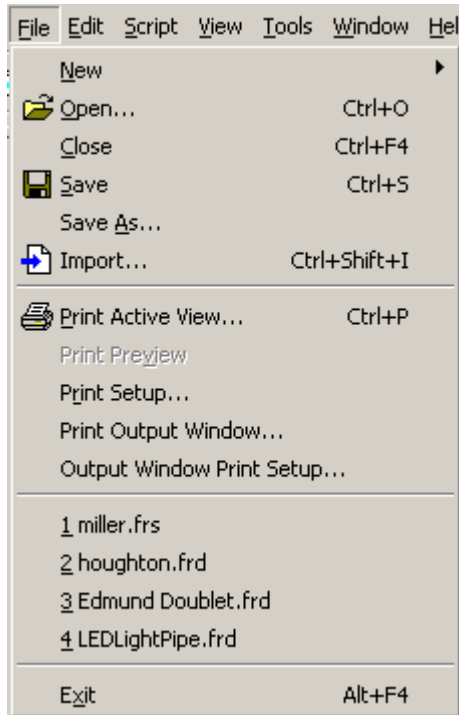 File Edit Script View Tools Window Hel
New
Open... Ctrl+O
Close Ctrl+F4
Save Ctrl+S
Save As...
Import... Ctrl+Shift+I
Print Active View... Ctrl+P
Print Preview
Print Setup...
Print Output Window...
Output Window Print Setup...
1 miller.frs
2 houghton.frd
3 Edmund Doublet.frd
4 LEDLightPipe.frd
Exit Alt+F4